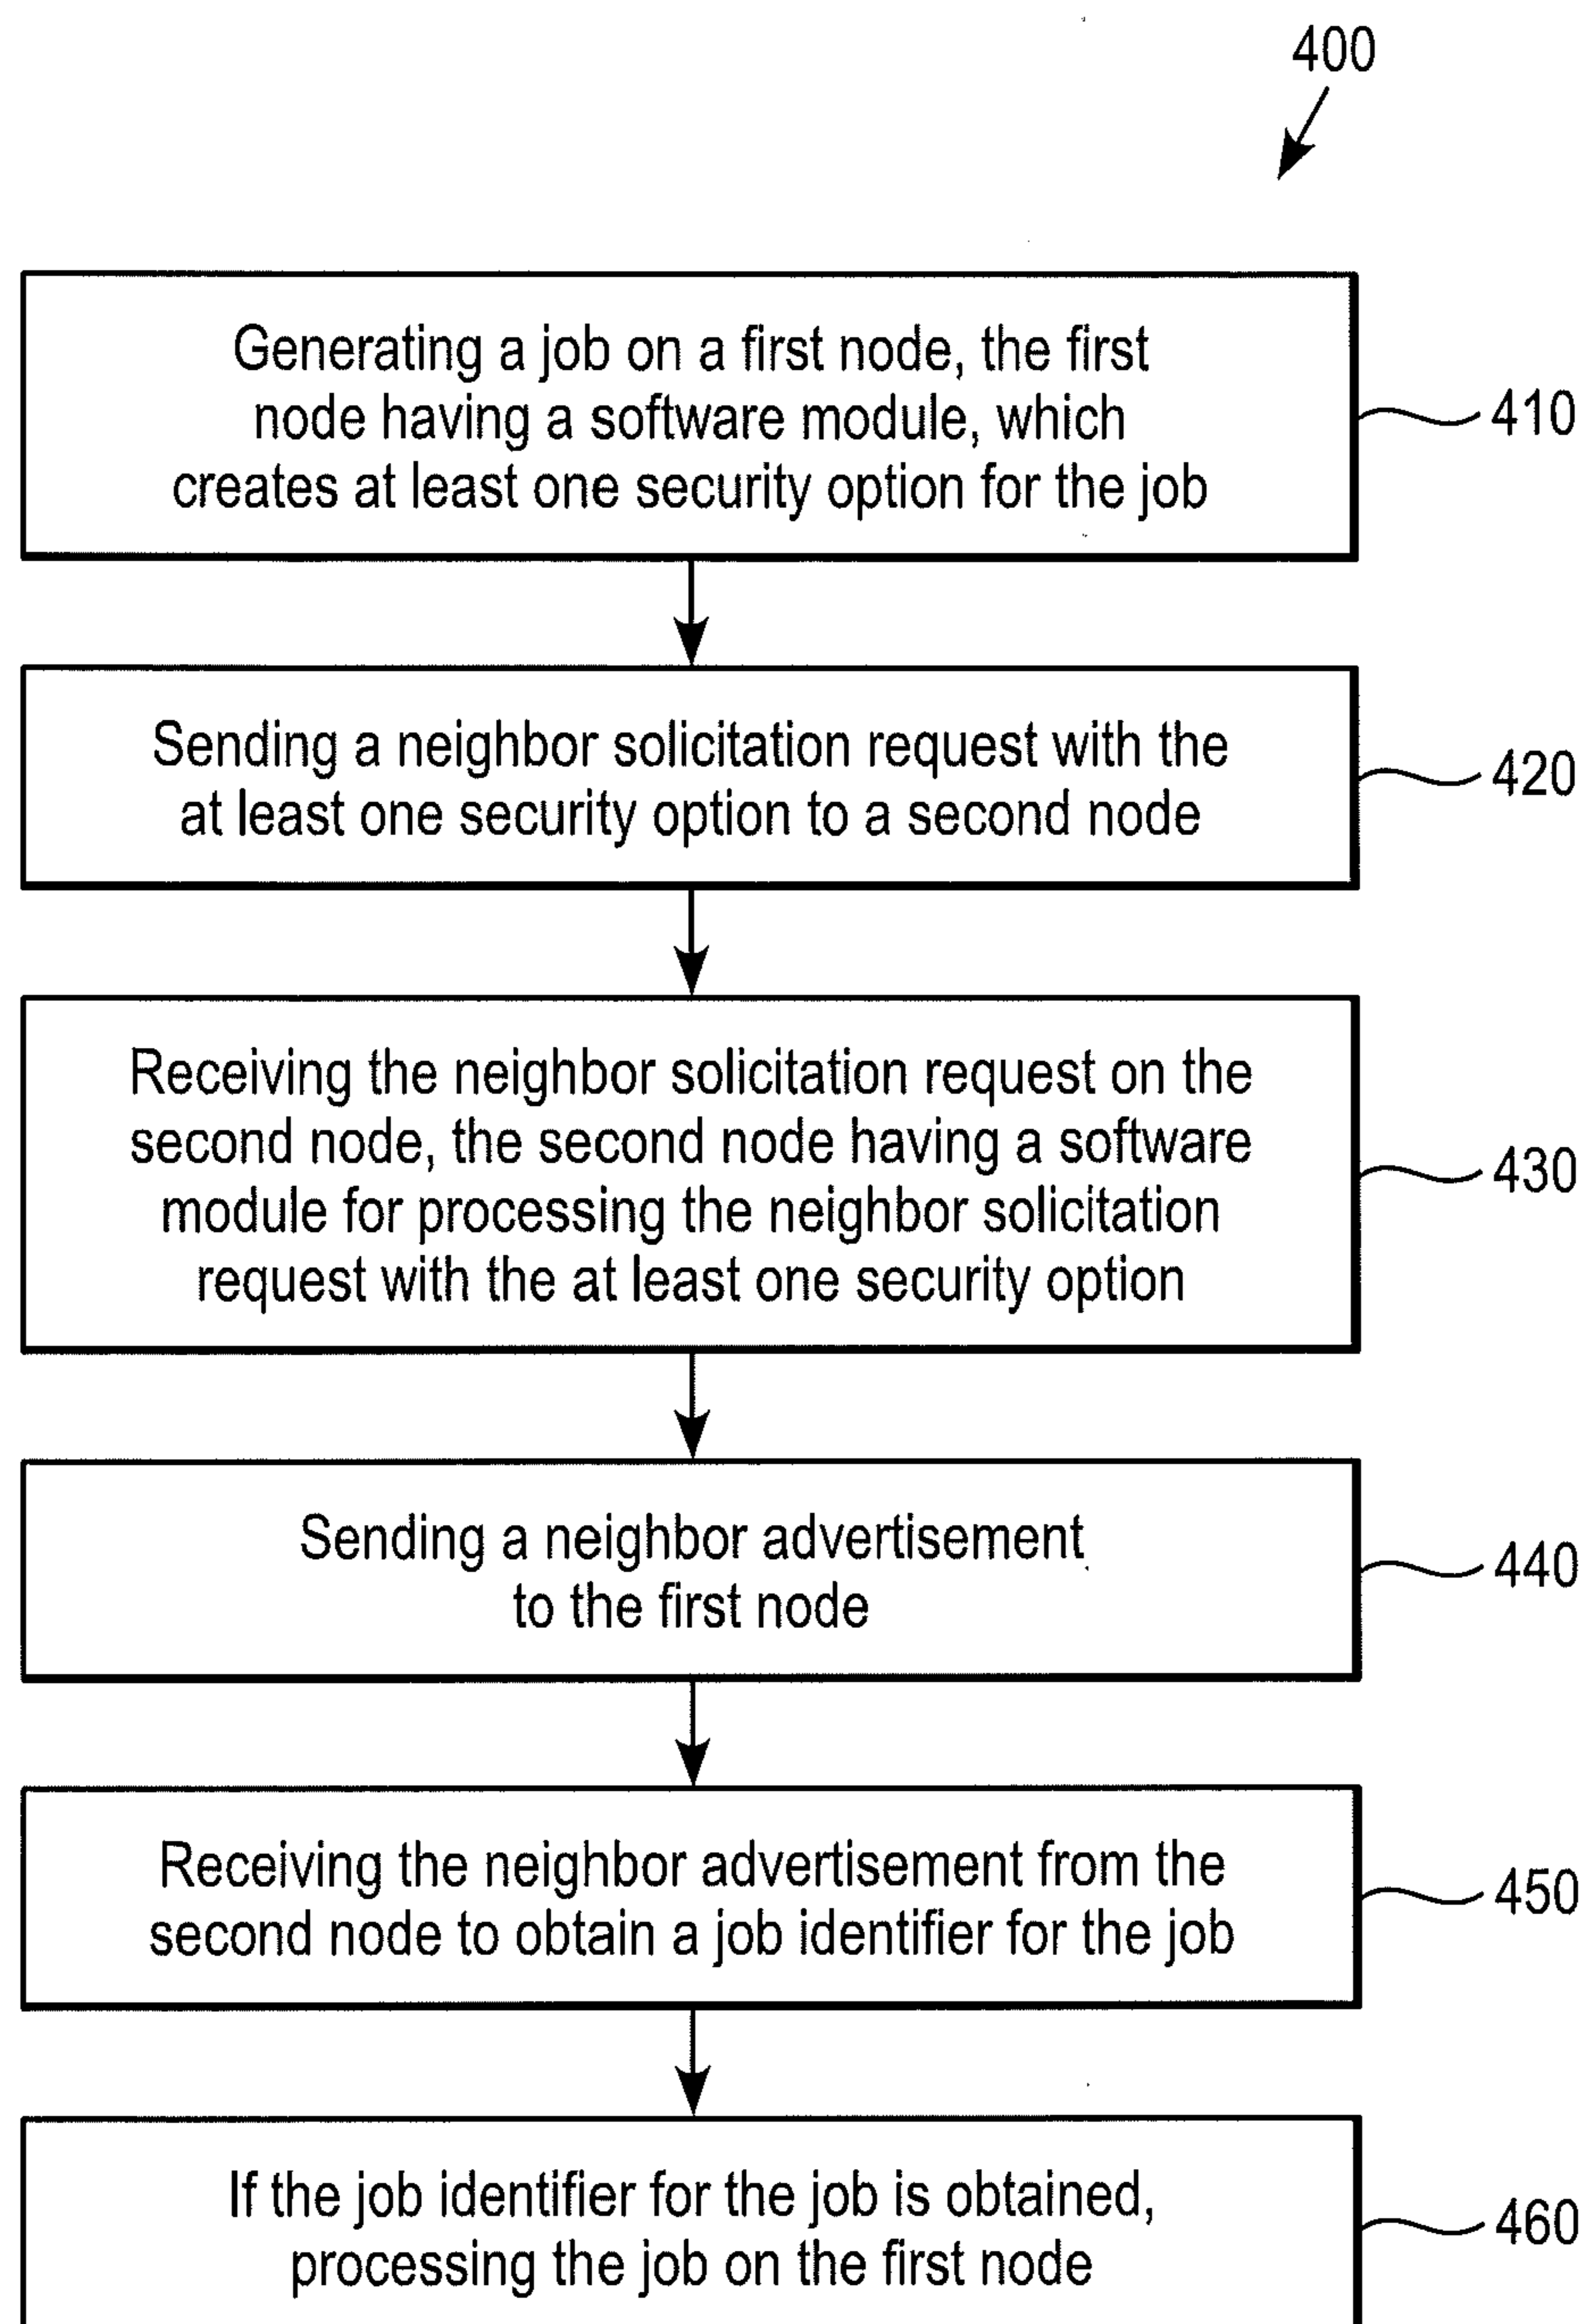 400
Generating a job on a first node, the first
node having a software module, which
creates at least one security option for the job
410
Sending a neighbor solicitation request with the
at least one security option to a second node
420
Receiving the neighbor solicitation request on the
second node, the second node having a software
module for processing the neighbor solicitation
request with the at least one security option
430
Sending a neighbor advertisement
to the first node
440
Receiving the neighbor advertisement from the
second node to obtain a job identifier for the job
450
If the job identifier for the job is obtained,
processing the job on the first node
460